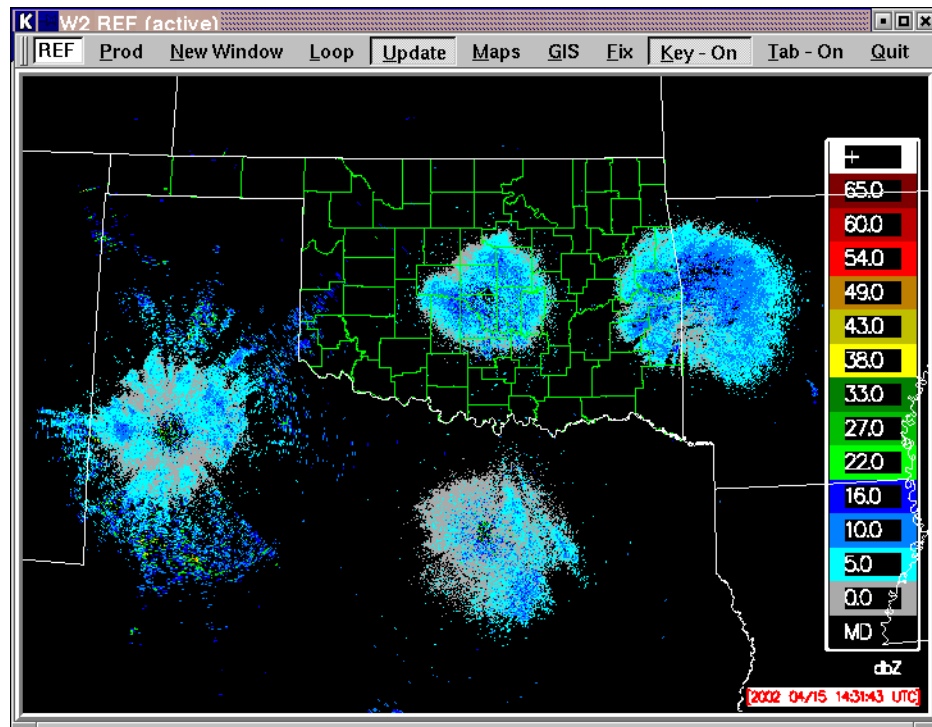 K W2 REF (active)
REF Prod New Window Loop Update Maps GIS Fix Key - On Tab - On Quit
+
65.0
60.0
54.0
49.0
43.0
38.0
33.0
27.0
22.0
16.0
10.0
5.0
0.0
MD
dbZ
[2002 04/15 14:31:43 UTC]